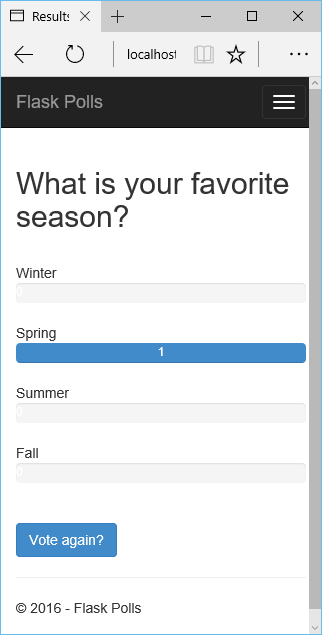 Results
localhost
Flask Polls
What is your favorite
season?
Winter
0
Spring
1
Summer
0
Fall
0
Vote again?
© 2016 - Flask Polls